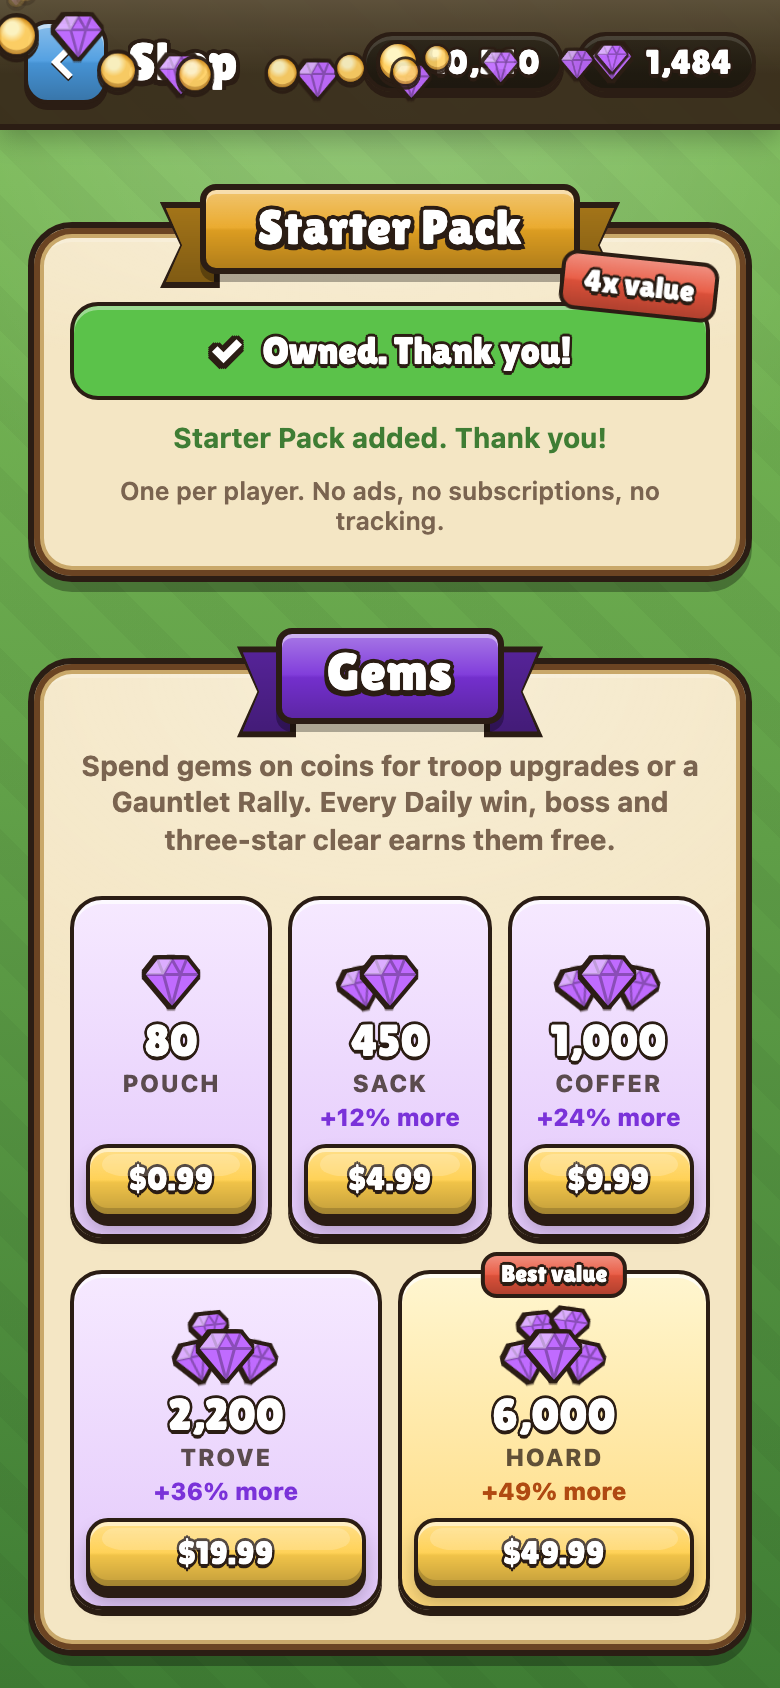 Shop
1,484
Starter Pack
4x value
Owned. Thank you!
Starter Pack added. Thank you!
One per player. No ads, no subscriptions, no
tracking.
Gems
Spend gems on coins for troop upgrades or a
Gauntlet Rally. Every Daily win, boss and
three-star clear earns them free.
80
POUCH
$0.99
450
SACK
+12% more
$4.99
1,000
COFFER
+24% more
$9.99
2,200
TROVE
+36% more
$19.99
Best value
6,000
HOARD
+49% more
$49.99